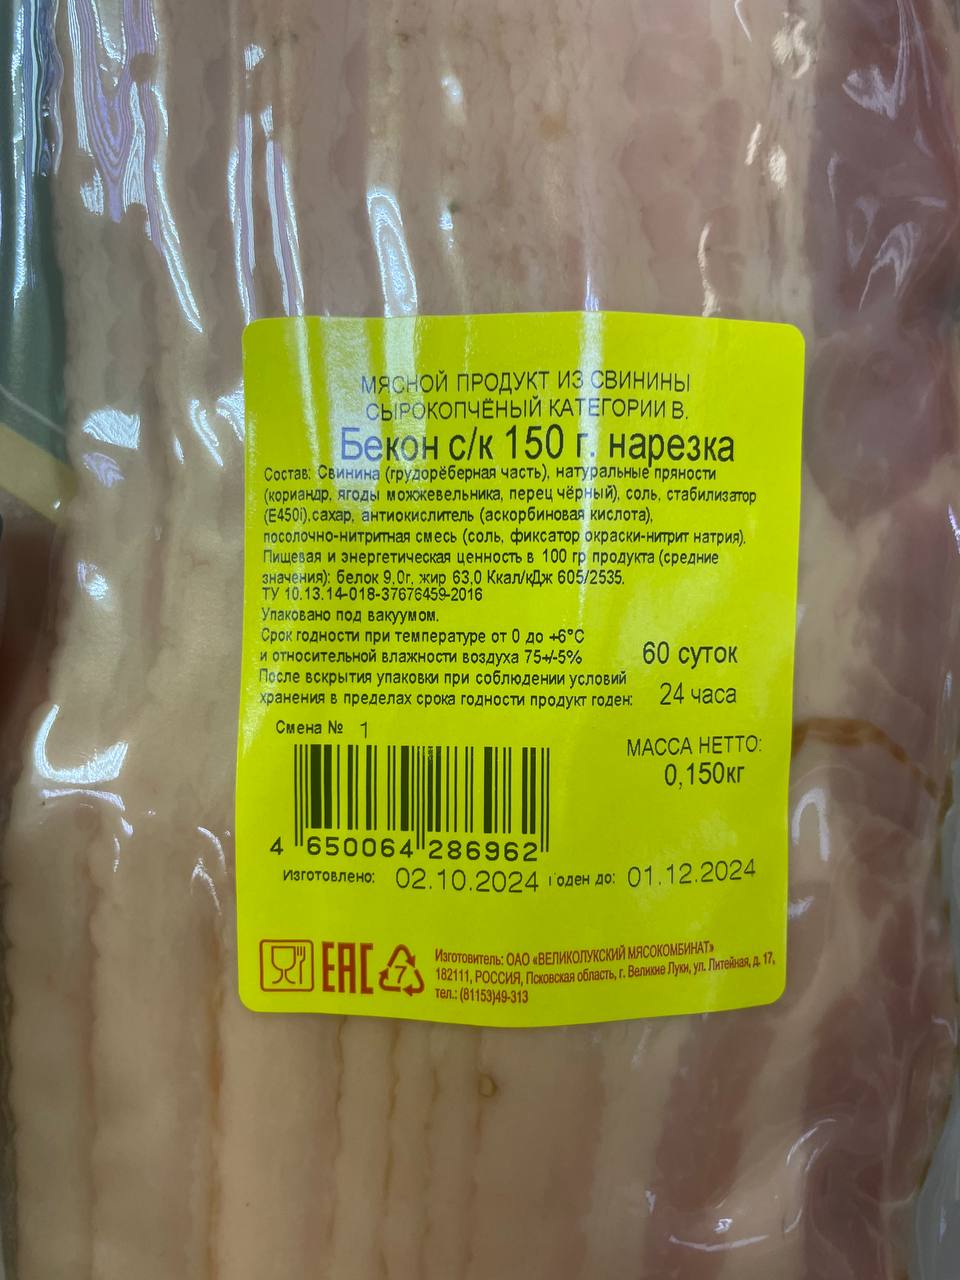 МЯСНОЙ ПРОДУКТ ИЗ СВИНИНЫ
СЫРОКОПЧЁНЫЙ КАТЕГОРИИ В.
Бекон с/к 150 г. нарезка
Состав: Свинина (грудорёберная часть), натуральные пряности
(кориандр, ягоды можжевельника, перец чёрный), соль, стабилизатор
(Е450i),сахар, антиокислитель (аскорбиновая кислота),
посолочно-нитритная смесь (соль, фиксатор окраски-нитрит натрия).
Пищевая и энергетическая ценность в 100 гр продукта (средние
значения): белок 9,0г, жир 63,0 Ккал/кДж 605/2535.
ТУ 10.13.14-018-37676459-2016
Упаковано под вакуумом.
Срок годности при температуре от 0 до +6°С
и относительной влажности воздуха 75+/-5% 60 суток
После вскрытия упаковки при соблюдении условий
хранения в пределах срока годности продукт годен: 24 часа
Смена № 1
МАССА НЕТТО:
0,150кг
4 650064 286962
Изготовлено: 02.10.2024 Годен до: 01.12.2024
EAC
7
Изготовитель: ОАО «ВЕЛИКОЛУКСКИЙ МЯСОКОМБИНАТ»
182111, РОССИЯ, Псковская область, г. Великие Луки, ул. Литейная, д. 17,
тел.: (81153)49-313